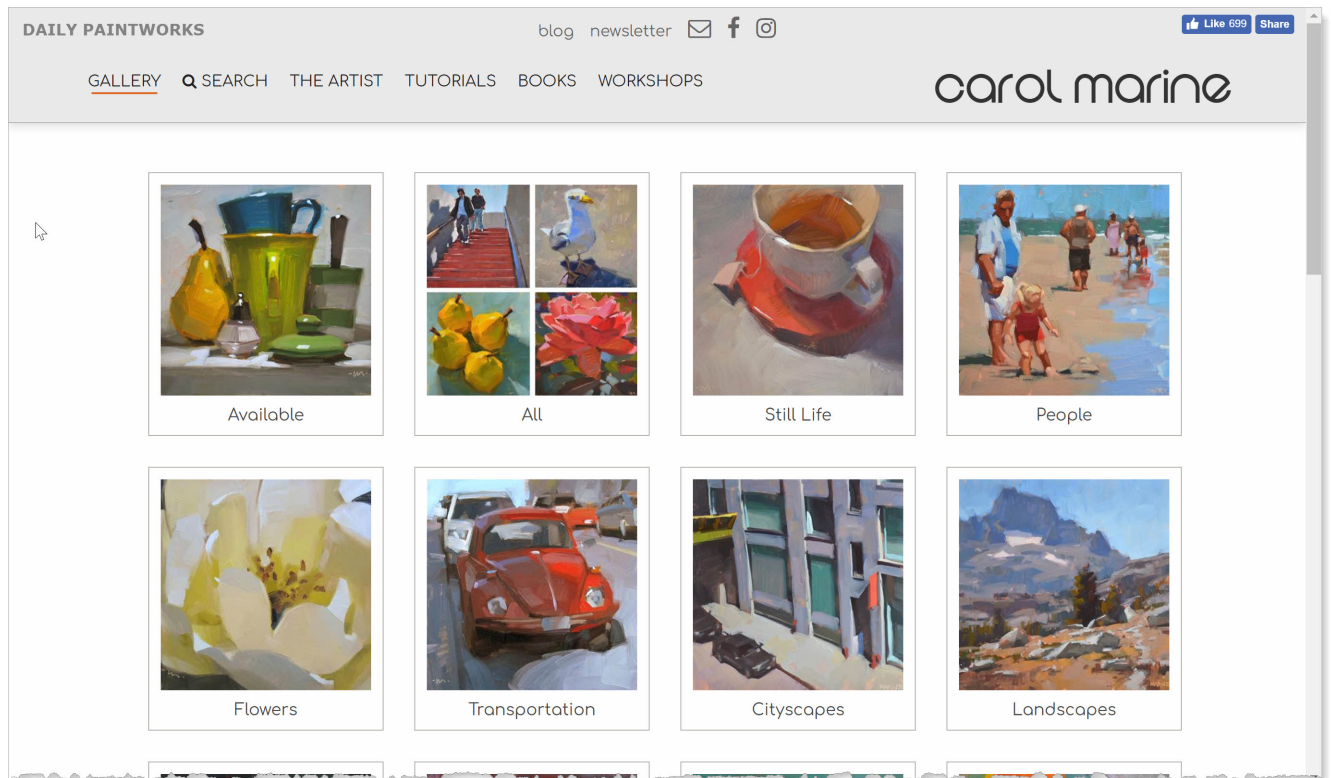 DAILY PAINTWORKS
blog newsletter
Like 699 Share
GALLERY SEARCH THE ARTIST TUTORIALS BOOKS WORKSHOPS
carol marine
Available
All
Still Life
People
Flowers
Transportation
Cityscapes
Landscapes